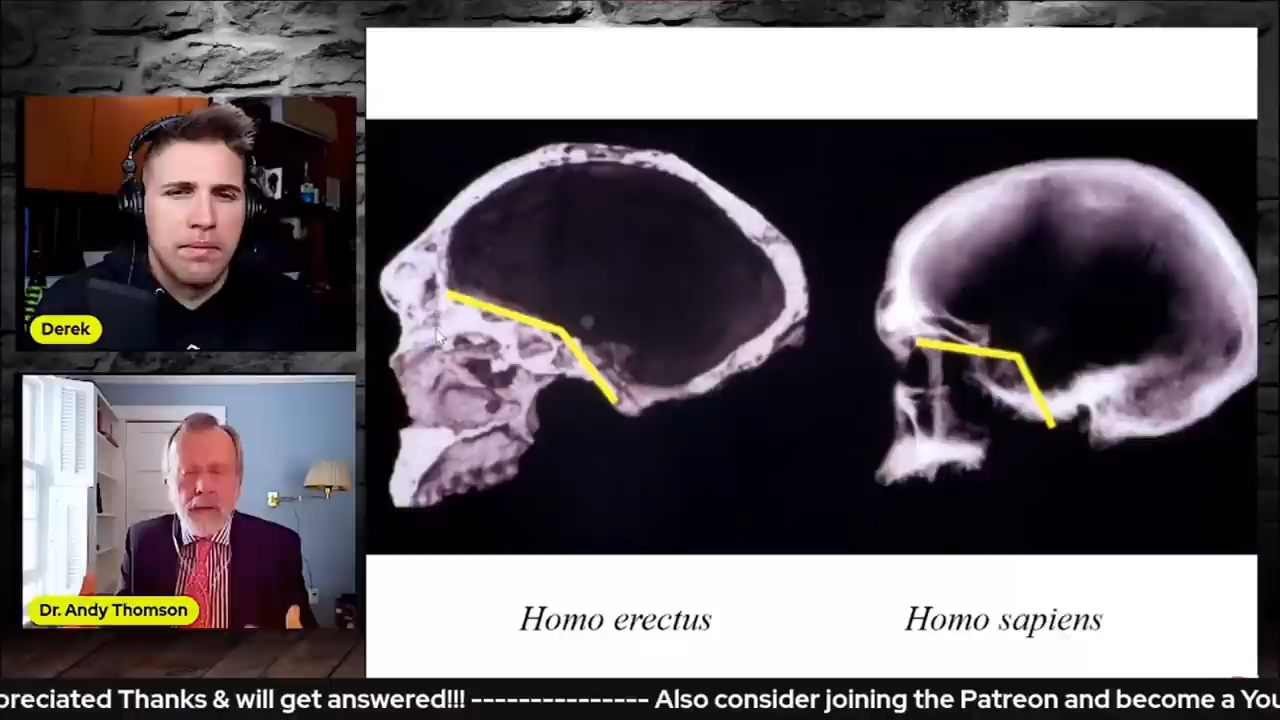 Derek
Dr. Andy Thomson
Homo erectus
Homo sapiens
preciated Thanks & will get answered!!! --------------- Also consider joining the Patreon and become a You